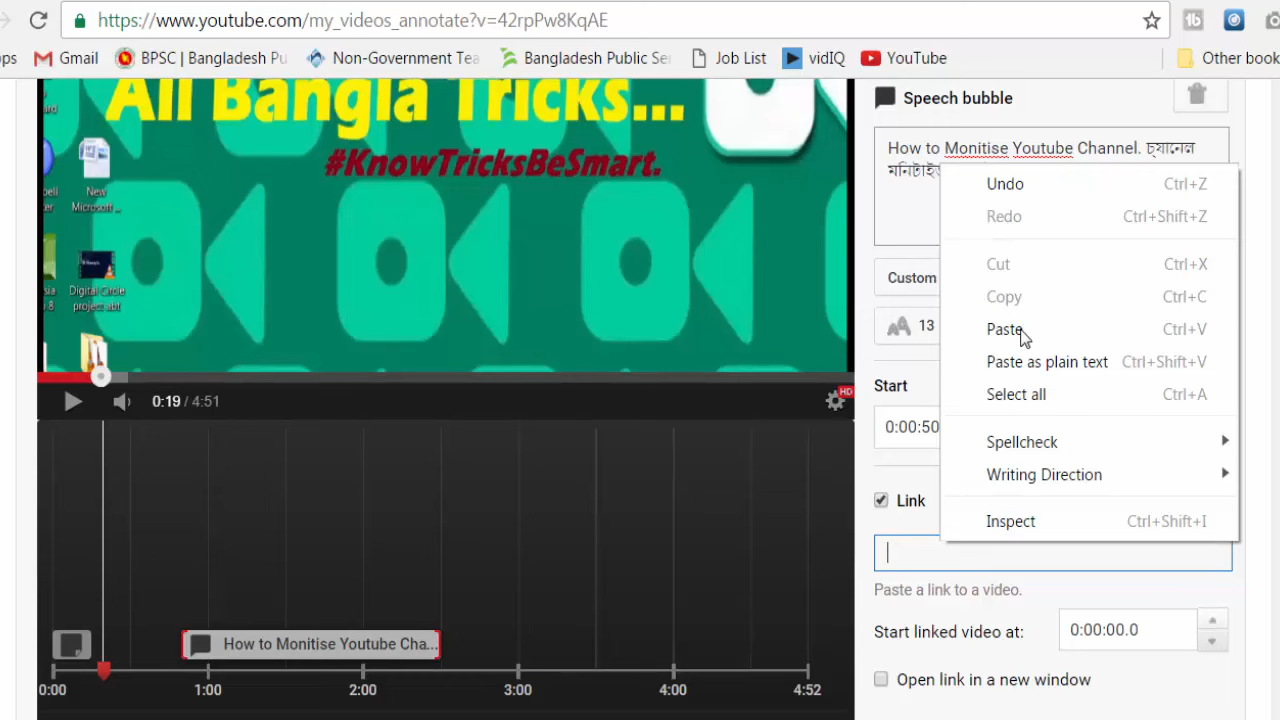 https://www.youtube.com/my_videos_annotate?v=42rpPw8KqAE
Gmail BPSC | Bangladesh Pu Non-Government Tea Bangladesh Public Ser Job List vidIQ YouTube Other book
All Bangla Tricks...
#KnowTricksBeSmart.
New
Microsoft ...
Digital Circle
project abt
0:19 / 4:51
HD
How to Monitise Youtube Cha...
0:00 1:00 2:00 3:00 4:00 4:52
Speech bubble
How to Monitise Youtube Channel. চ্যানেল
Undo Ctrl+Z
Redo Ctrl+Shift+Z
Cut Ctrl+X
Copy Ctrl+C
Paste Ctrl+V
Paste as plain text Ctrl+Shift+V
Select all Ctrl+A
Spellcheck
Writing Direction
Inspect Ctrl+Shift+I
Custom
13
Start
0:00:50
Link
Paste a link to a video.
Start linked video at: 0:00:00.0
Open link in a new window